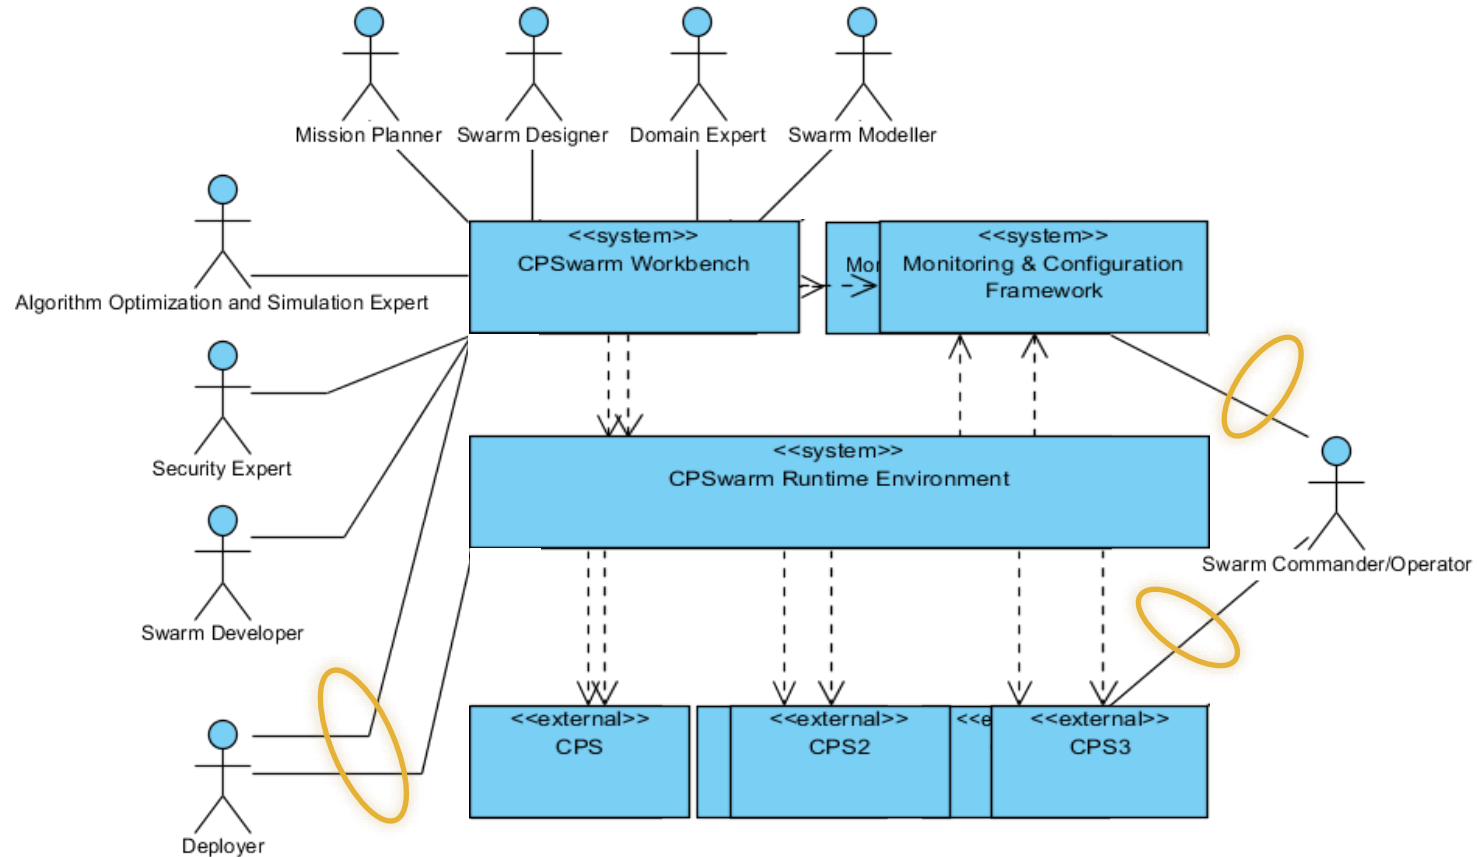 Mission Planner
Swarm Designer
Domain Expert
Swarm Modeller
<<system>>
CPSwarm Workbench
Mor
<<system>>
Monitoring & Configuration
Framework
Algorithm Optimization and Simulation Expert
<<system>>
CPSwarm Runtime Environment
Security Expert
Swarm Commander/Operator
Swarm Developer
<<external>>
CPS
<<external>>
CPS2
<<e
<<external>>
CPS3
Deployer